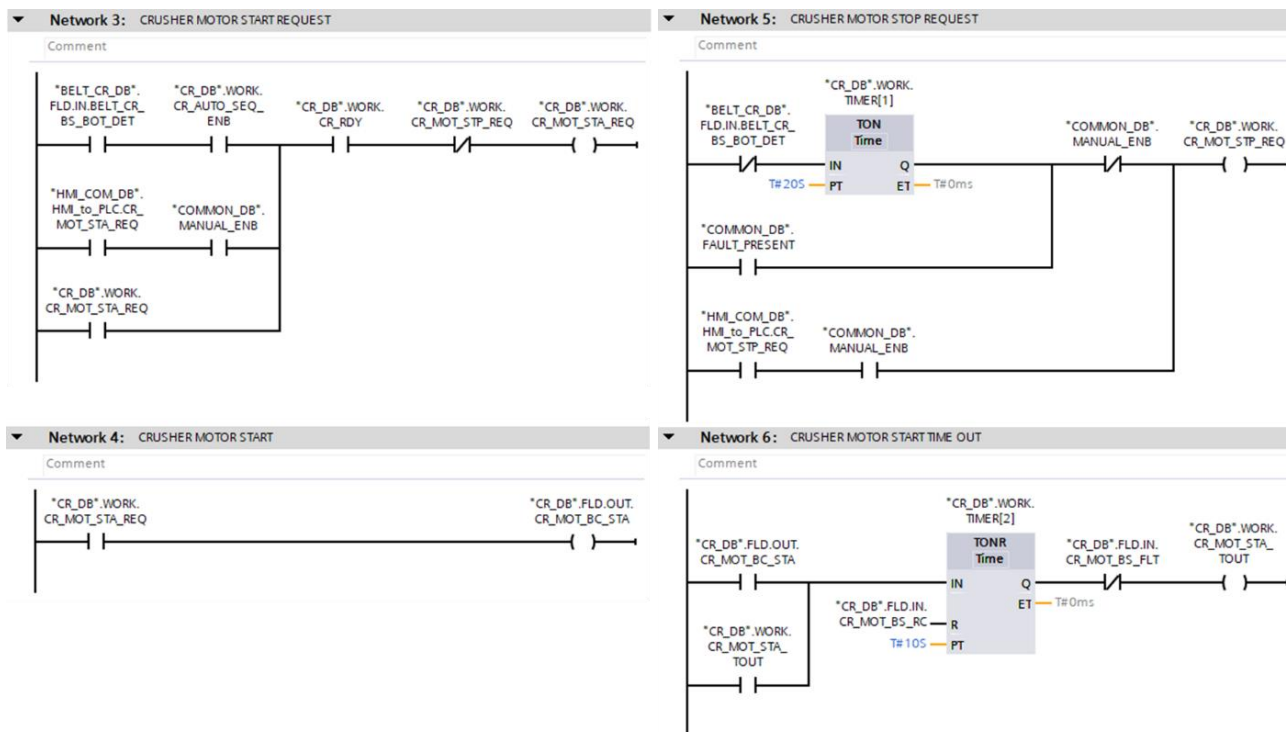 Network 3: CRUSHER MOTOR START REQUEST
Comment
"BELT_CR_DB".
FLD.IN.BELT_CR_
BS_BOT_DET
"CR_DB".WORK.
CR_AUTO_SEQ_
ENB
"CR_DB".WORK.
CR_RDY
"CR_DB".WORK.
CR_MOT_STP_REQ
"CR_DB".WORK.
CR_MOT_STA_REQ
"HMI_COM_DB".
HMI_to_PLC.CR_
MOT_STA_REQ
"COMMON_DB".
MANUAL_ENB
"CR_DB".WORK.
CR_MOT_STA_REQ
Network 5: CRUSHER MOTOR STOP REQUEST
Comment
"BELT_CR_DB".
FLD.IN.BELT_CR_
BS_BOT_DET
"CR_DB".WORK.
TIMER[1]
TON
Time
IN Q
T#20S PT ET T#0ms
"COMMON_DB".
MANUAL_ENB
"CR_DB".WORK.
CR_MOT_STP_REQ
"COMMON_DB".
FAULT_PRESENT
"HMI_COM_DB".
HMI_to_PLC.CR_
MOT_STP_REQ
"COMMON_DB".
MANUAL_ENB
Network 4: CRUSHER MOTOR START
Comment
"CR_DB".WORK.
CR_MOT_STA_REQ
"CR_DB".FLD.OUT.
CR_MOT_BC_STA
Network 6: CRUSHER MOTOR START TIME OUT
Comment
"CR_DB".FLD.OUT.
CR_MOT_BC_STA
"CR_DB".WORK.
TIMER[2]
TONR
Time
IN Q
ET T#0ms
"CR_DB".FLD.IN.
CR_MOT_BS_RC R
T#10S PT
"CR_DB".FLD.IN.
CR_MOT_BS_FLT
"CR_DB".WORK.
CR_MOT_STA_
TOUT
"CR_DB".WORK.
CR_MOT_STA_
TOUT